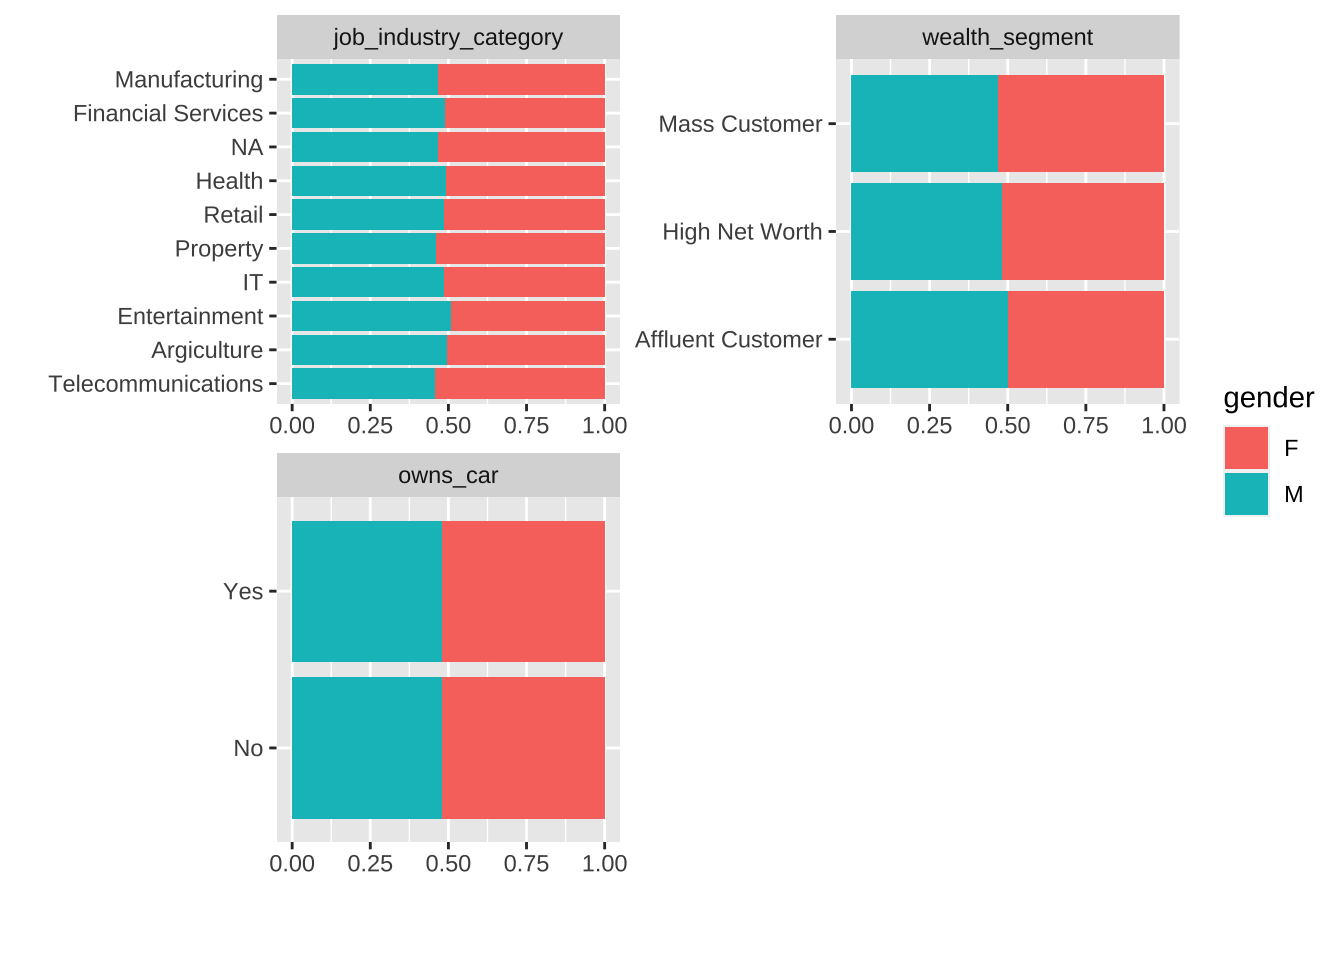 job_industry_category
Manufacturing
Financial Services
NA
Health
Retail
Property
IT
Entertainment
Argiculture
Telecommunications
0.00 0.25 0.50 0.75 1.00
wealth_segment
Mass Customer
High Net Worth
Affluent Customer
0.00 0.25 0.50 0.75 1.00
owns_car
Yes
No
0.00 0.25 0.50 0.75 1.00
gender
F
M